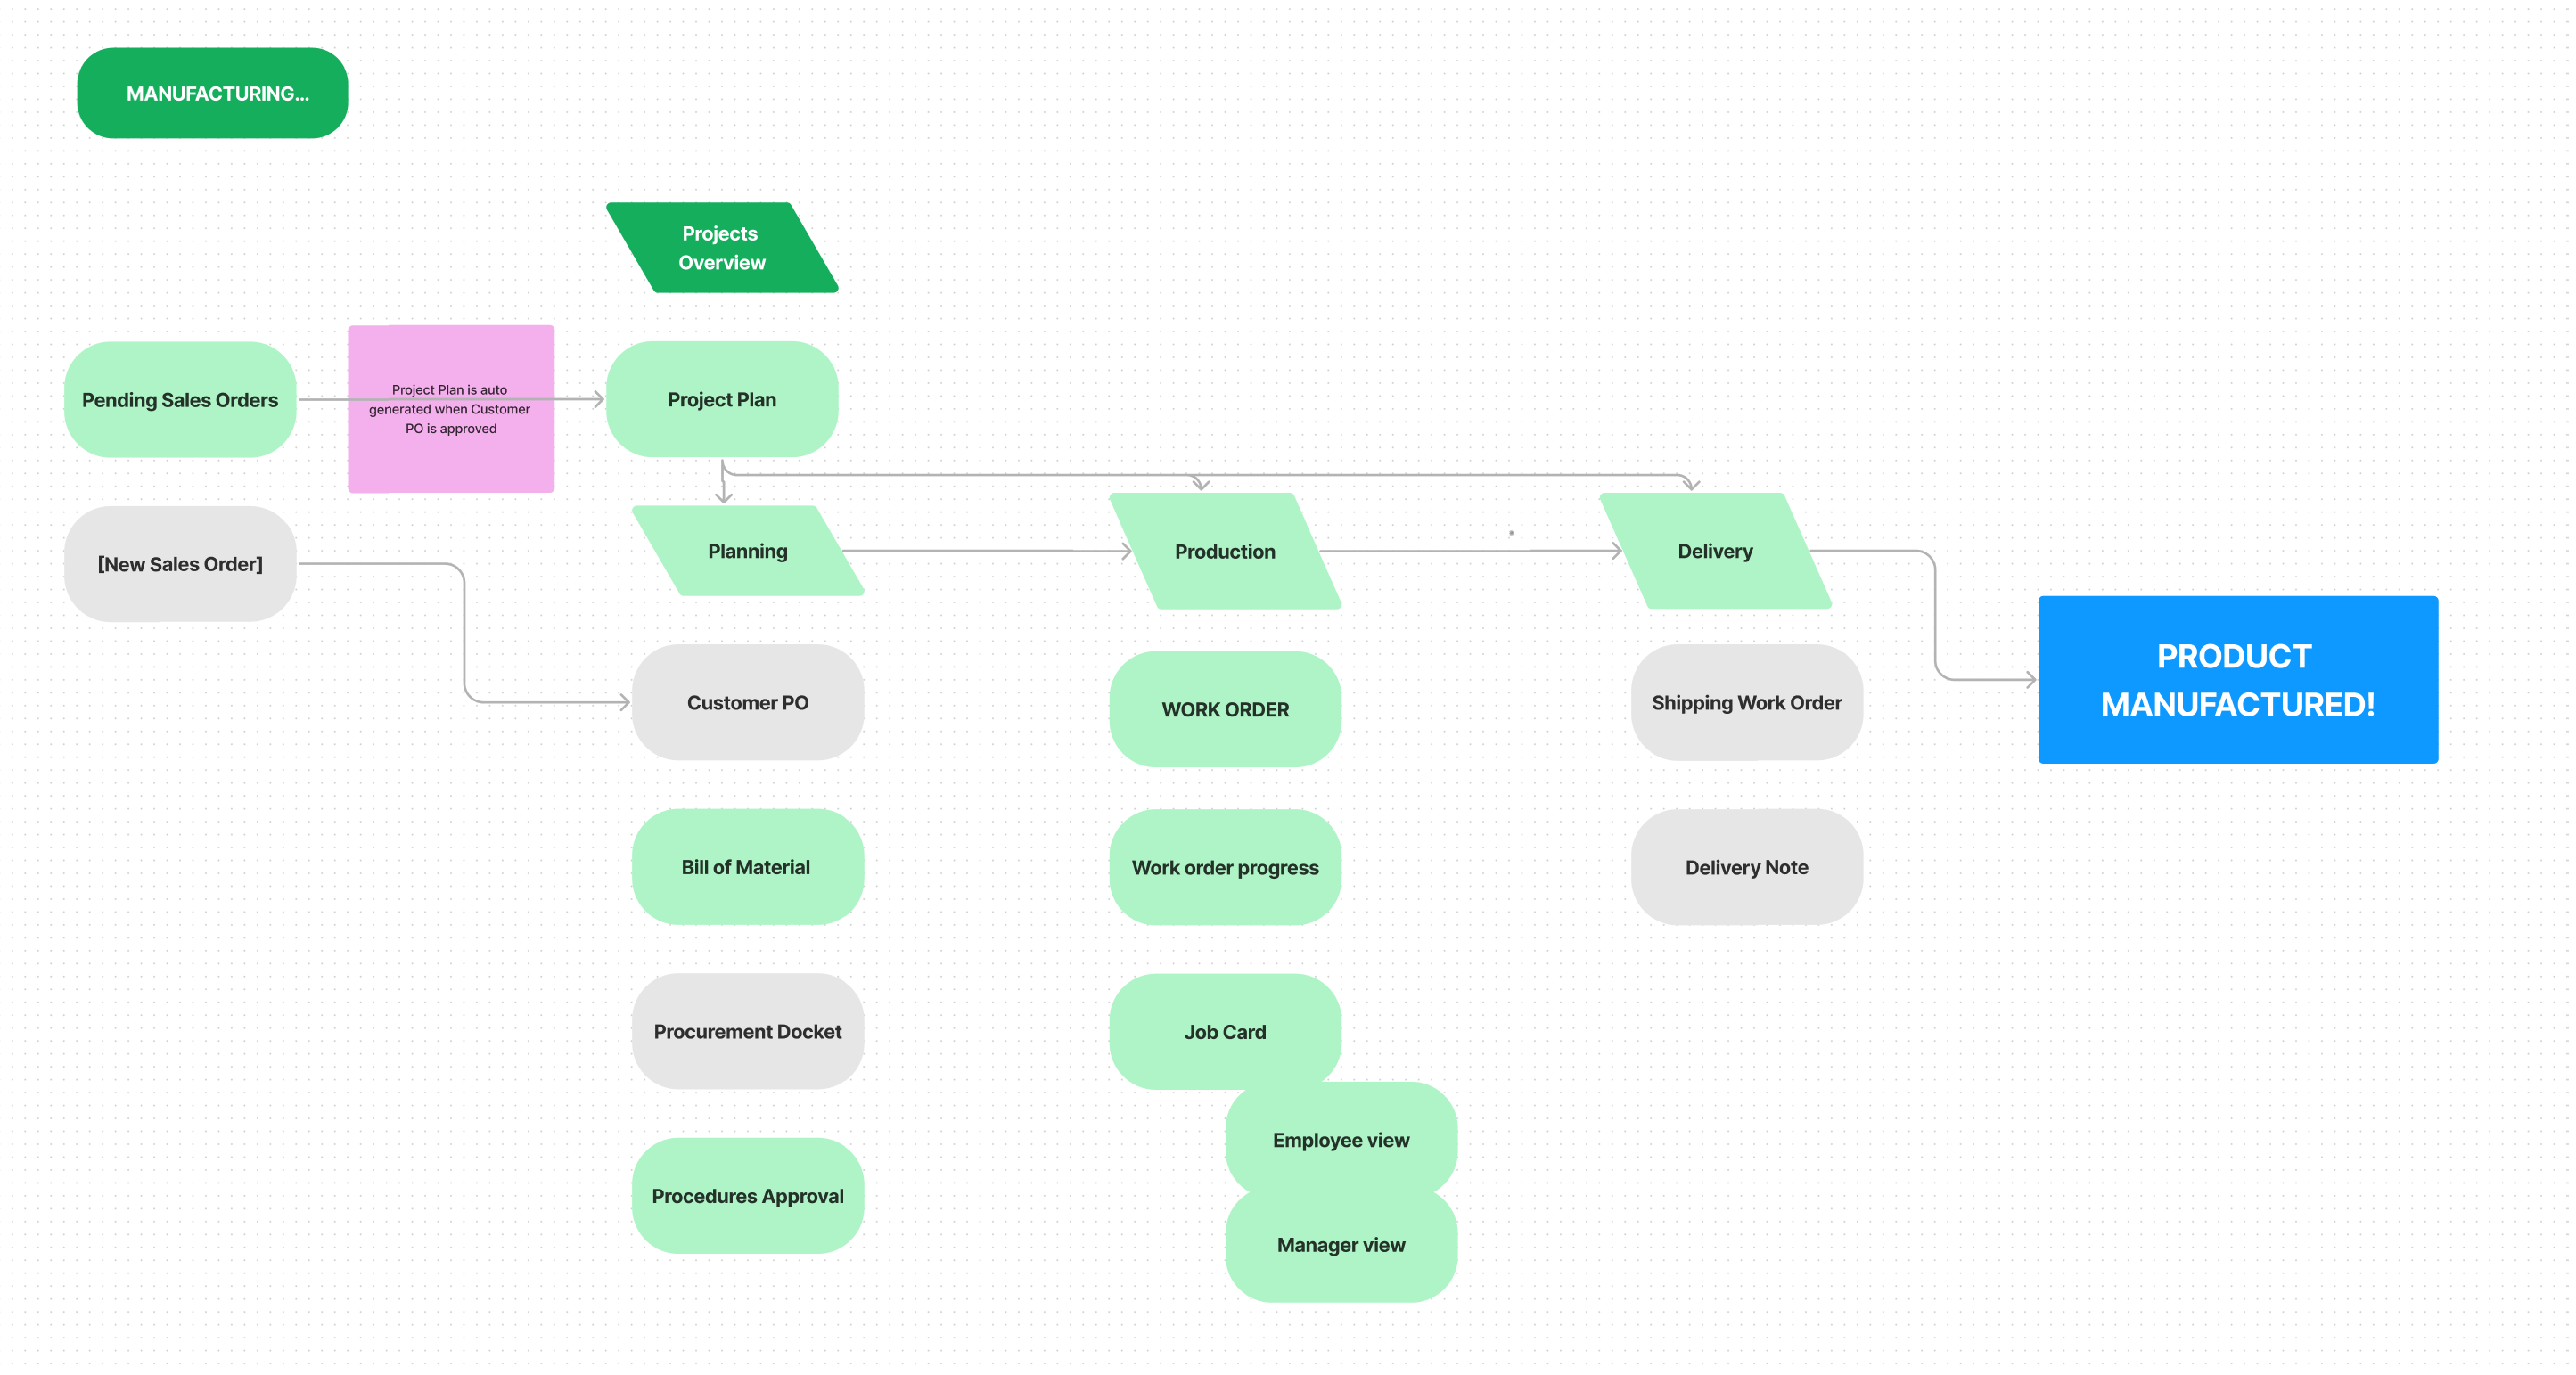 MANUFACTURING...
Projects
Overview
Pending Sales Orders
Project Plan is auto
generated when Customer
PO is approved
Project Plan
[New Sales Order]
Planning
Production
Delivery
Customer PO
WORK ORDER
Shipping Work Order
PRODUCT
MANUFACTURED!
Bill of Material
Work order progress
Delivery Note
Procurement Docket
Job Card
Employee view
Procedures Approval
Manager view